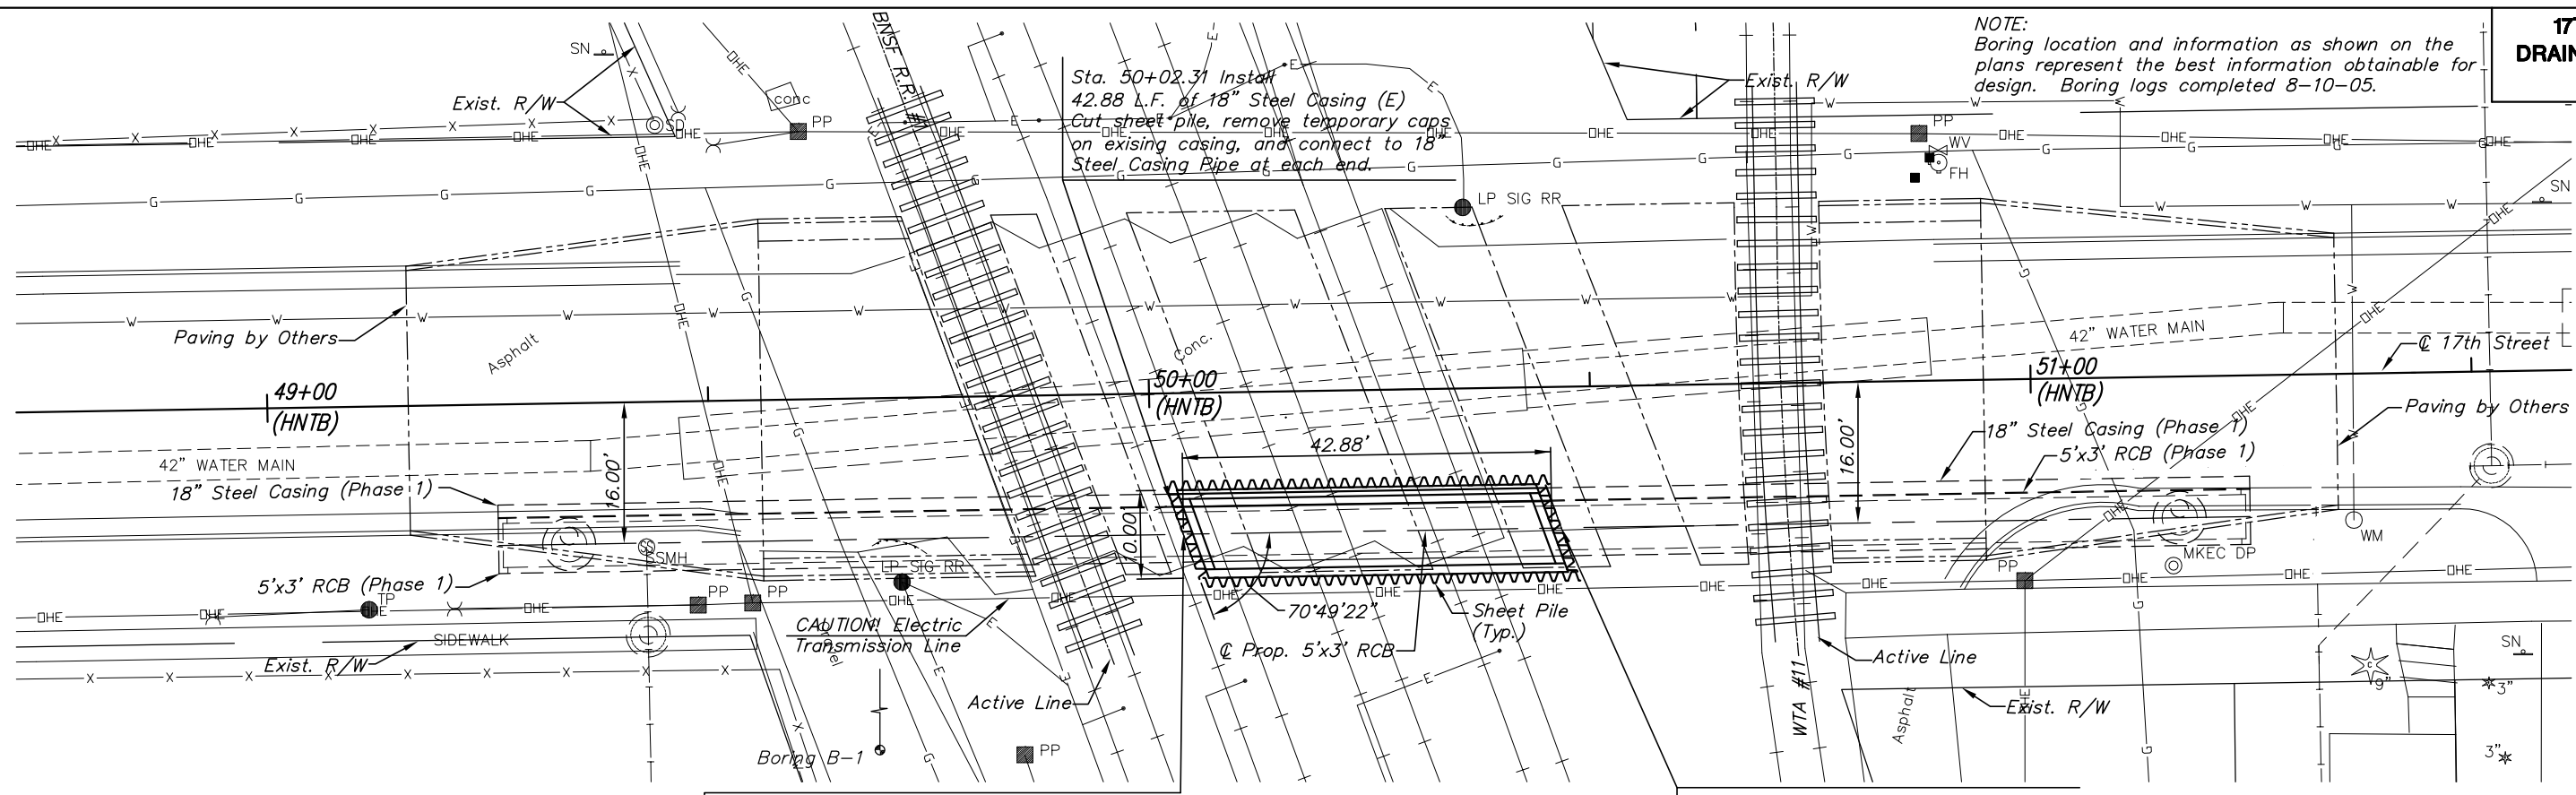 NOTE:
Boring location and information as shown on the
plans represent the best information obtainable for
design. Boring logs completed 8-10-05.
17
DRAIN
BNSF R.R. #1
SN
Exist. R/W
SD
conc
PP
Sta. 50+02.31 Install
42.88 L.F. of 18" Steel Casing (E)
Cut sheet pile, remove temporary caps
on exising casing, and connect to 18"
Steel Casing Pipe at each end.
Exist. R/W
PP
WV
FH
SN
LP SIG RR
Paving by Others
Asphalt
Conc.
42" WATER MAIN
℄ 17th Street
49+00
(HNTB)
50+00
(HNTB)
51+00
(HNTB)
Paving by Others
42" WATER MAIN
18" Steel Casing (Phase 1)
16.00'
42.88'
16.00'
18" Steel Casing (Phase 1)
5'x3' RCB (Phase 1)
SSMH
LP SIG RR
WM
MKEC DP
5'x3' RCB (Phase 1)
TP
PP
PP
PP
CAUTION! Electric
Transmission Line
70°49'22"
Sheet Pile
(Typ.)
℄ Prop. 5'x3' RCB
SIDEWALK
Exist. R/W
Active Line
Active Line
WTA #11
Asphalt
Exist. R/W
SN
9"
3"
3"
Boring B-1
PP